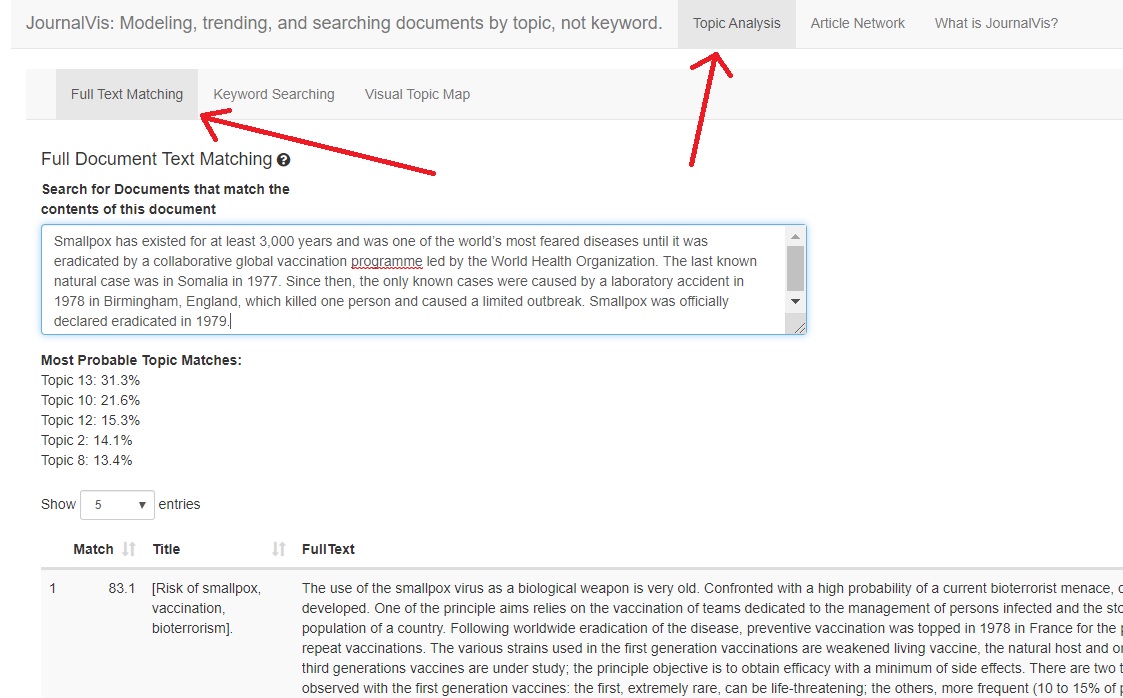 JournalVis: Modeling, trending, and searching documents by topic, not keyword. Topic Analysis Article Network What is JournalVis?
Full Text Matching Keyword Searching Visual Topic Map
Full Document Text Matching ?
Search for Documents that match the
contents of this document
Smallpox has existed for at least 3,000 years and was one of the world’s most feared diseases until it was
eradicated by a collaborative global vaccination programme led by the World Health Organization. The last known
natural case was in Somalia in 1977. Since then, the only known cases were caused by a laboratory accident in
1978 in Birmingham, England, which killed one person and caused a limited outbreak. Smallpox was officially
declared eradicated in 1979.
Most Probable Topic Matches:
Topic 13: 31.3%
Topic 10: 21.6%
Topic 12: 15.3%
Topic 2: 14.1%
Topic 8: 13.4%
Show 5 entries
Match Title FullText
1 83.1 [Risk of smallpox, The use of the smallpox virus as a biological weapon is very old. Confronted with a high probability of a current bioterrorist menace,
vaccination, developed. One of the principle aims relies on the vaccination of teams dedicated to the management of persons infected and the
bioterrorism]. population of a country. Following worldwide eradication of the disease, preventive vaccination was topped in 1978 in France for the
repeat vaccinations. The various strains used in the first generation vaccinations are weakened living vaccine, the natural host and
third generations vaccines are under study; the principle objective is to obtain efficacy with a minimum of side effects. There are two
observed with the first generation vaccines: the first, extremely rare, can be life-threatening; the others, more frequent (10 to 15% of